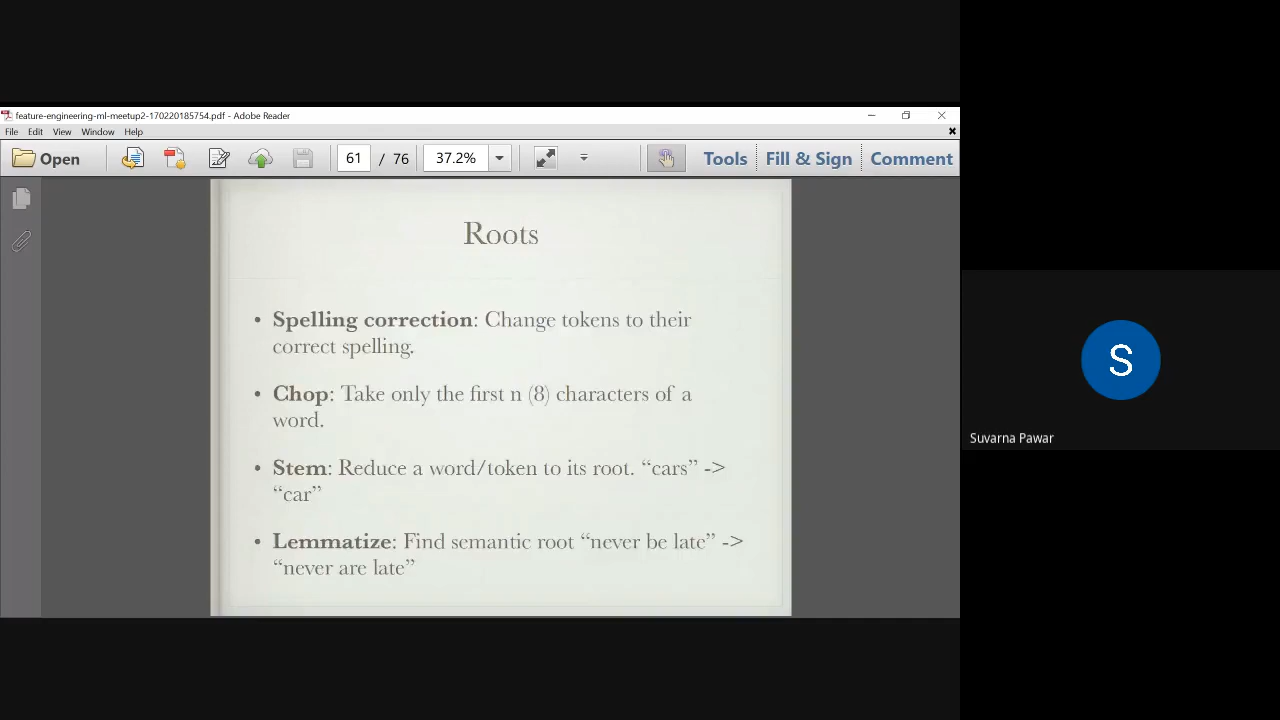 feature-engineering-ml-meetup2-170220185754.pdf - Adobe Reader
File Edit View Window Help
Open 61 / 76 37.2% Tools Fill & Sign Comment
Roots
• Spelling correction: Change tokens to their
correct spelling.
• Chop: Take only the first n (8) characters of a
word.
• Stem: Reduce a word/token to its root. “cars” ->
“car”
• Lemmatize: Find semantic root “never be late” ->
“never are late”
S
Suvarna Pawar